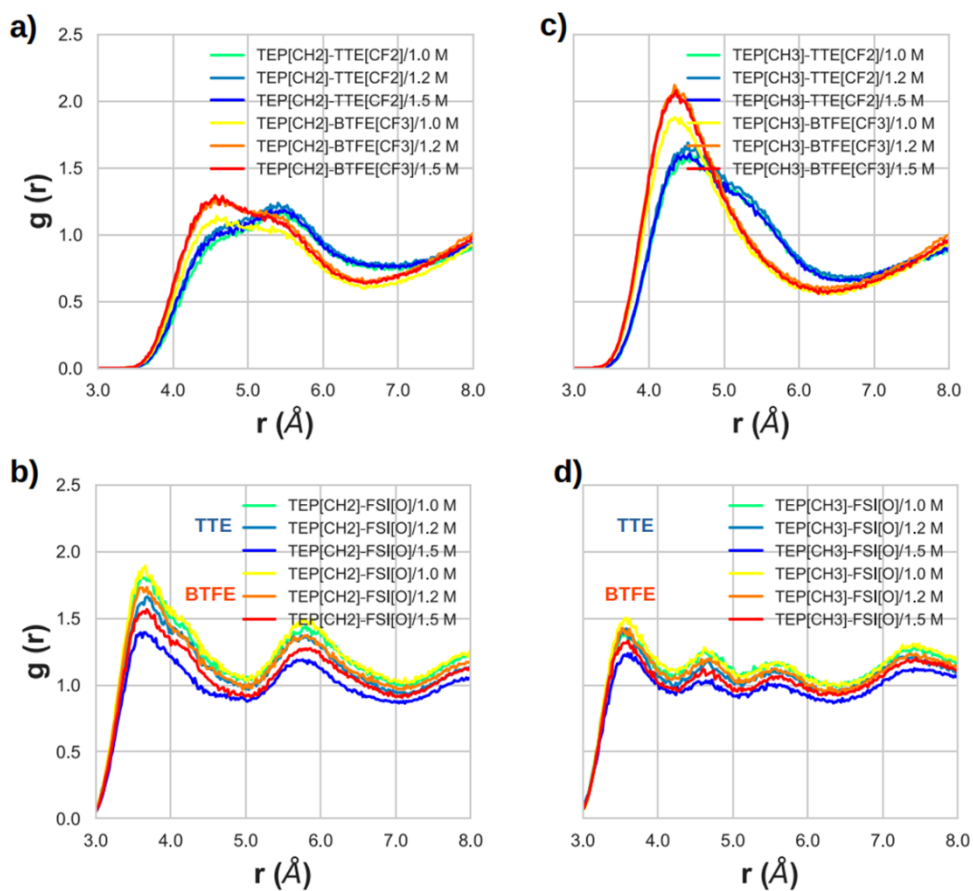 a)
2.5
2.0
1.5
1.0
0.5
0.0
g (r)
TEP[CH2]-TTE[CF2]/1.0 M
TEP[CH2]-TTE[CF2]/1.2 M
TEP[CH2]-TTE[CF2]/1.5 M
TEP[CH2]-BTFE[CF3]/1.0 M
TEP[CH2]-BTFE[CF3]/1.2 M
TEP[CH2]-BTFE[CF3]/1.5 M
3.0 4.0 5.0 6.0 7.0 8.0
r (Å)
c)
TEP[CH3]-TTE[CF2]/1.0 M
TEP[CH3]-TTE[CF2]/1.2 M
TEP[CH3]-TTE[CF2]/1.5 M
TEP[CH3]-BTFE[CF3]/1.0 M
TEP[CH3]-BTFE[CF3]/1.2 M
TEP[CH3]-BTFE[CF3]/1.5 M
3.0 4.0 5.0 6.0 7.0 8.0
r (Å)
b)
2.5
2.0
1.5
1.0
0.5
0.0
g (r)
TTE
BTFE
TEP[CH2]-FSI[O]/1.0 M
TEP[CH2]-FSI[O]/1.2 M
TEP[CH2]-FSI[O]/1.5 M
TEP[CH2]-FSI[O]/1.0 M
TEP[CH2]-FSI[O]/1.2 M
TEP[CH2]-FSI[O]/1.5 M
3.0 4.0 5.0 6.0 7.0 8.0
r (Å)
d)
TTE
BTFE
TEP[CH3]-FSI[O]/1.0 M
TEP[CH3]-FSI[O]/1.2 M
TEP[CH3]-FSI[O]/1.5 M
TEP[CH3]-FSI[O]/1.0 M
TEP[CH3]-FSI[O]/1.2 M
TEP[CH3]-FSI[O]/1.5 M
3.0 4.0 5.0 6.0 7.0 8.0
r (Å)